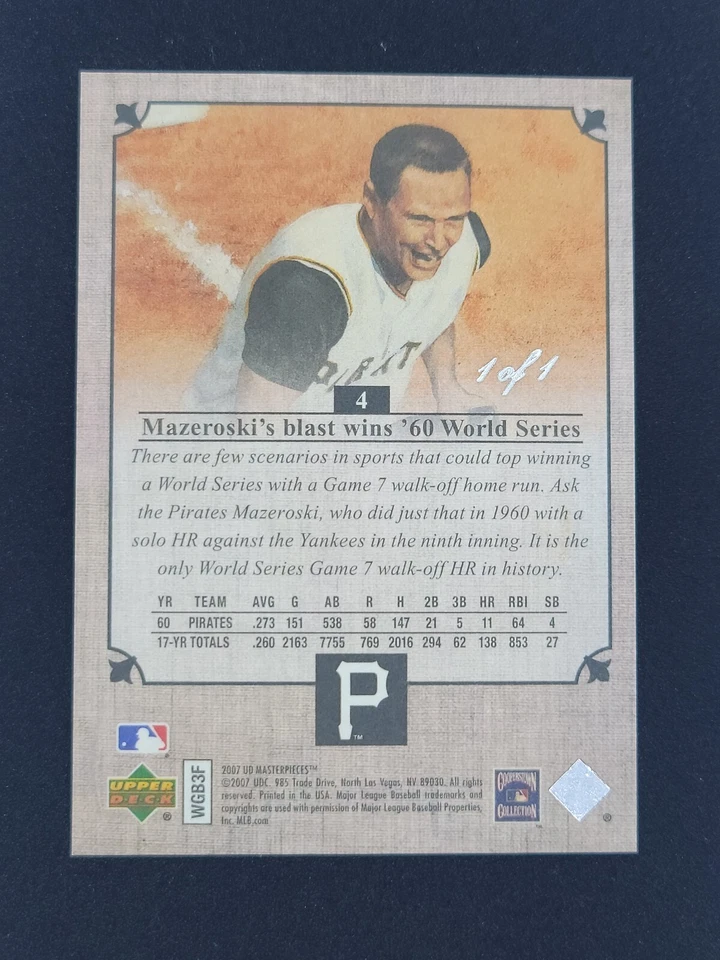 1 of 1
4
Mazeroski's blast wins '60 World Series
There are few scenarios in sports that could top winning
a World Series with a Game 7 walk-off home run. Ask
the Pirates Mazeroski, who did just that in 1960 with a
solo HR against the Yankees in the ninth inning. It is the
only World Series Game 7 walk-off HR in history.
YR TEAM AVG G AB R H 2B 3B HR RBI SB
60 PIRATES .273 151 538 58 147 21 5 11 64 4
17-YR TOTALS .260 2163 7755 769 2016 294 62 138 853 27
P
TM
UPPER
DECK
®
WGB3F
2007 UD MASTERPIECES™
©2007 UDC. 985 Trade Drive, North Las Vegas, NV 89030. All rights
reserved. Printed in the USA. Major League Baseball trademarks and
copyrights are used with permission of Major League Baseball Properties,
Inc. MLB.com
COOPERSTOWN
COLLECTION
TM
®